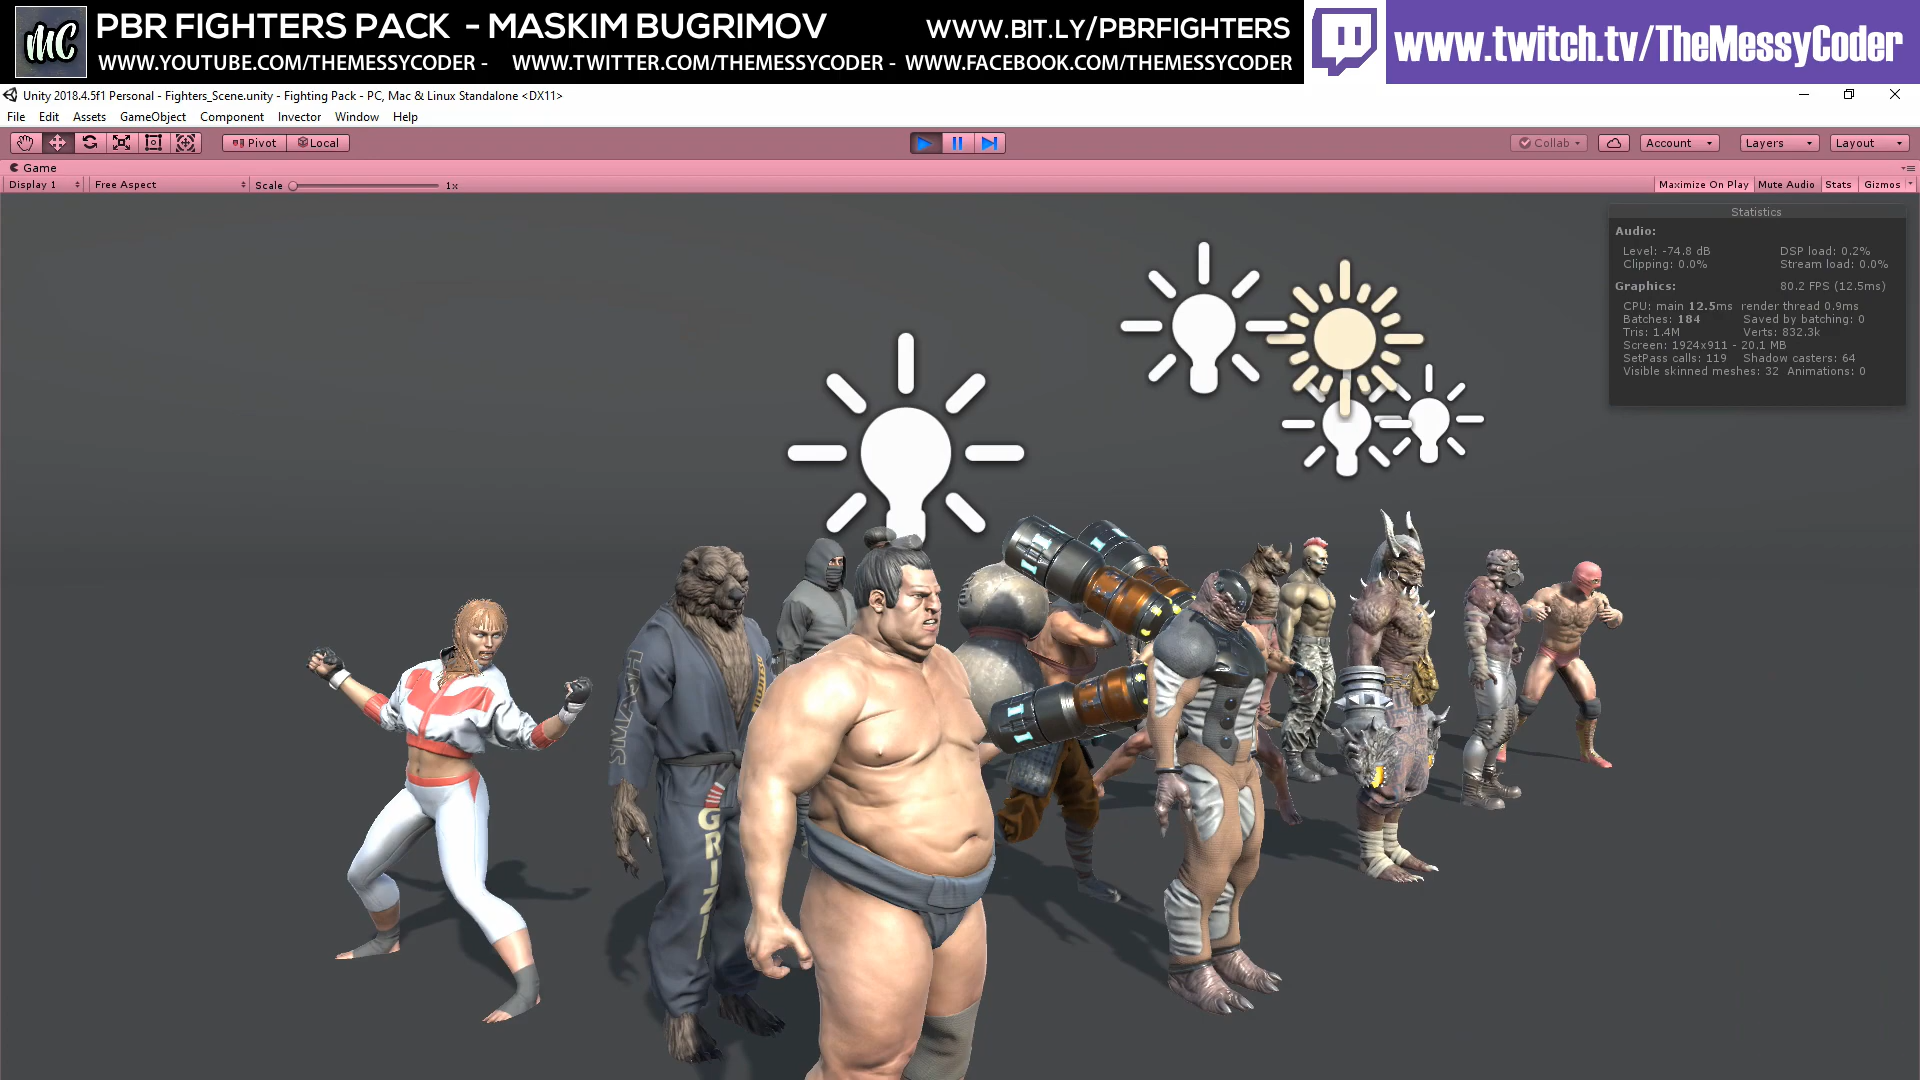 MC
PBR FIGHTERS PACK - MASKIM BUGRIMOV
WWW.BIT.LY/PBRFIGHTERS
WWW.YOUTUBE.COM/THEMESSYCODER - WWW.TWITTER.COM/THEMESSYCODER - WWW.FACEBOOK.COM/THEMESSYCODER
www.twitch.tv/TheMessyCoder
Unity 2018.4.5f1 Personal - Fighters_Scene.unity - Fighting Pack - PC, Mac & Linux Standalone <DX11>
File Edit Assets GameObject Component Invector Window Help
Pivot Local Collab Account Layers Layout
Game
Display 1 Free Aspect Scale 1x Maximize On Play Mute Audio Stats Gizmos
Statistics
Audio:
Level: -74.8 dB DSP load: 0.2%
Clipping: 0.0% Stream load: 0.0%
Graphics: 80.2 FPS (12.5ms)
CPU: main 12.5ms render thread 0.9ms
Batches: 184 Saved by batching: 0
Tris: 1.4M Verts: 832.3k
Screen: 1924x911 - 20.1 MB
SetPass calls: 119 Shadow casters: 64
Visible skinned meshes: 32 Animations: 0
SMASH